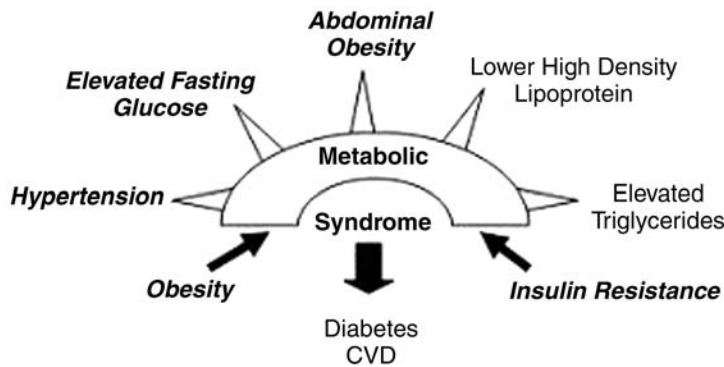 Abdominal
Obesity
Elevated Fasting
Glucose
Lower High Density
Lipoprotein
Hypertension
Metabolic
Syndrome
Elevated
Triglycerides
Obesity
Insulin Resistance
Diabetes
CVD